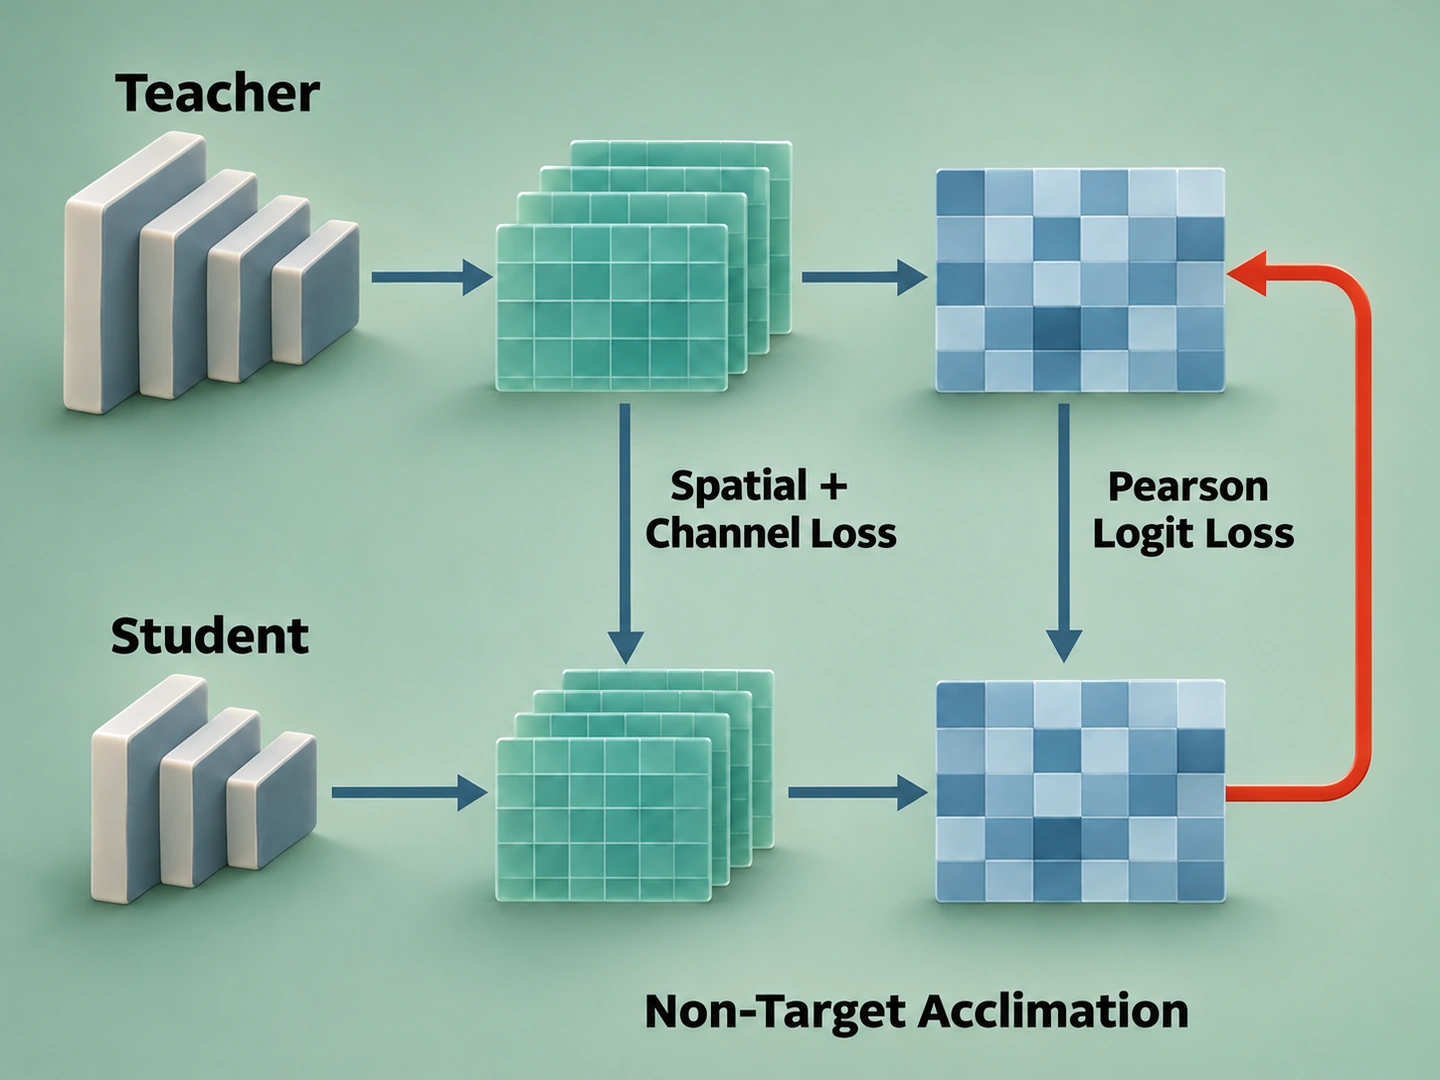 Teacher
Spatial +
Channel Loss
Pearson
Logit Loss
Student
Non-Target Acclimation